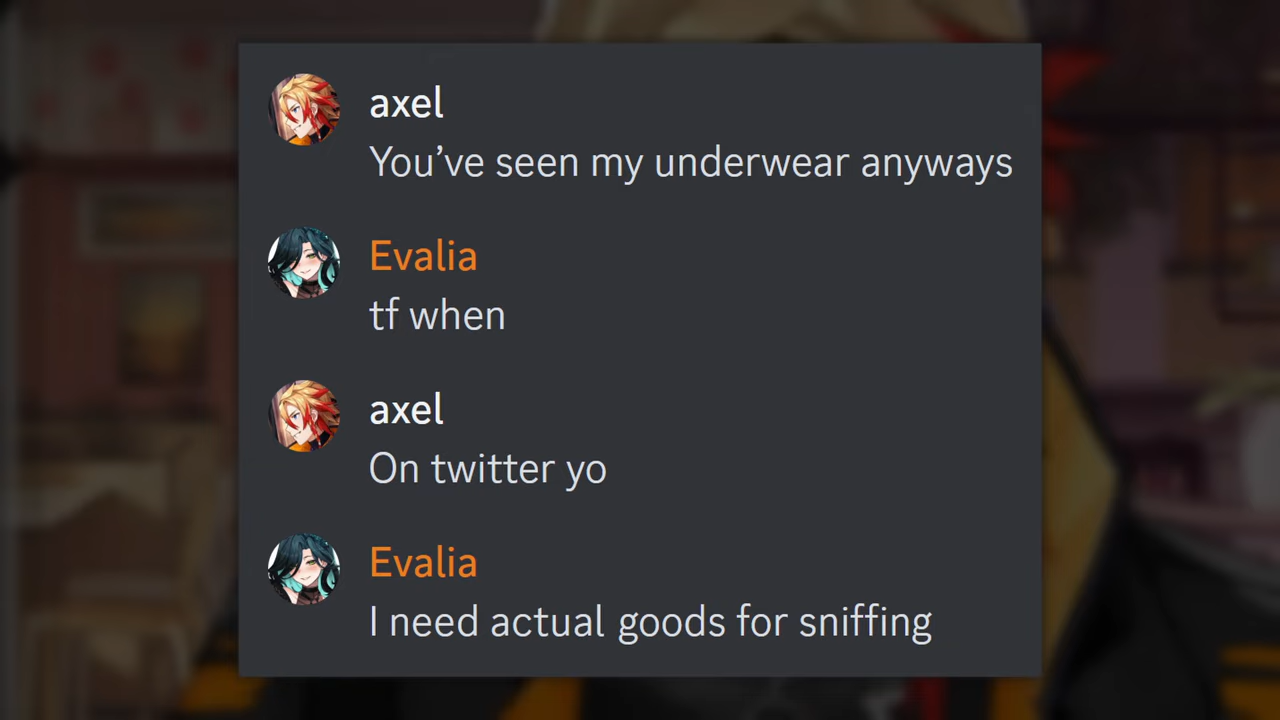 axel
You’ve seen my underwear anyways
Evalia
tf when
axel
On twitter yo
Evalia
I need actual goods for sniffing